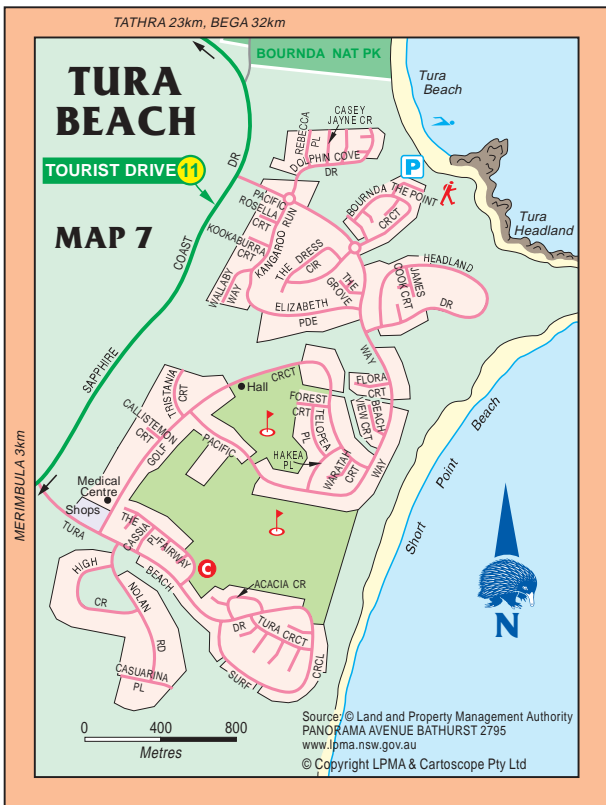 TATHRA 23km, BEGA 32km
BOURNDA NAT PK
TURA
BEACH
TOURIST DRIVE 11
MAP 7
Tura
Beach
P
Tura
Headland
CASEY
JAYNE CR
REBECCA
PL
DOLPHIN COVE
DR
PACIFIC
ROSELLA
CRT
KOOKABURRA
CRT
KANGAROO RUN
WALLABY
WAY
BOURNDA
THE POINT
CRCT
THE DRESS
CIR
THE
GROVE
ELIZABETH
PDE
HEADLAND
JAMES
COOK CRT
DR
SAPPHIRE
COAST
DR
WAY
CRCT
Hall
TRISTANIA
CRT
CALLISTEMON
CRT
GOLF
PACIFIC
FOREST
CRT
TELOPEA
PL
HAKEA
PL
WARATAH
CRT
FLORA
CRT
BEACH
VIEW CRT
WAY
Short Point Beach
MERIMBULA 3km
Medical
Centre
Shops
TURA
THE
FAIRWAY
CASSIA
PL
BEACH
C
HIGH
CR
NOLAN
RD
CASUARINA
PL
ACACIA CR
DR
TURA CRCT
SURF
CRCL
N
0 400 800
Metres
Source: © Land and Property Management Authority
PANORAMA AVENUE BATHURST 2795
www.lpma.nsw.gov.au
© Copyright LPMA & Cartoscope Pty Ltd